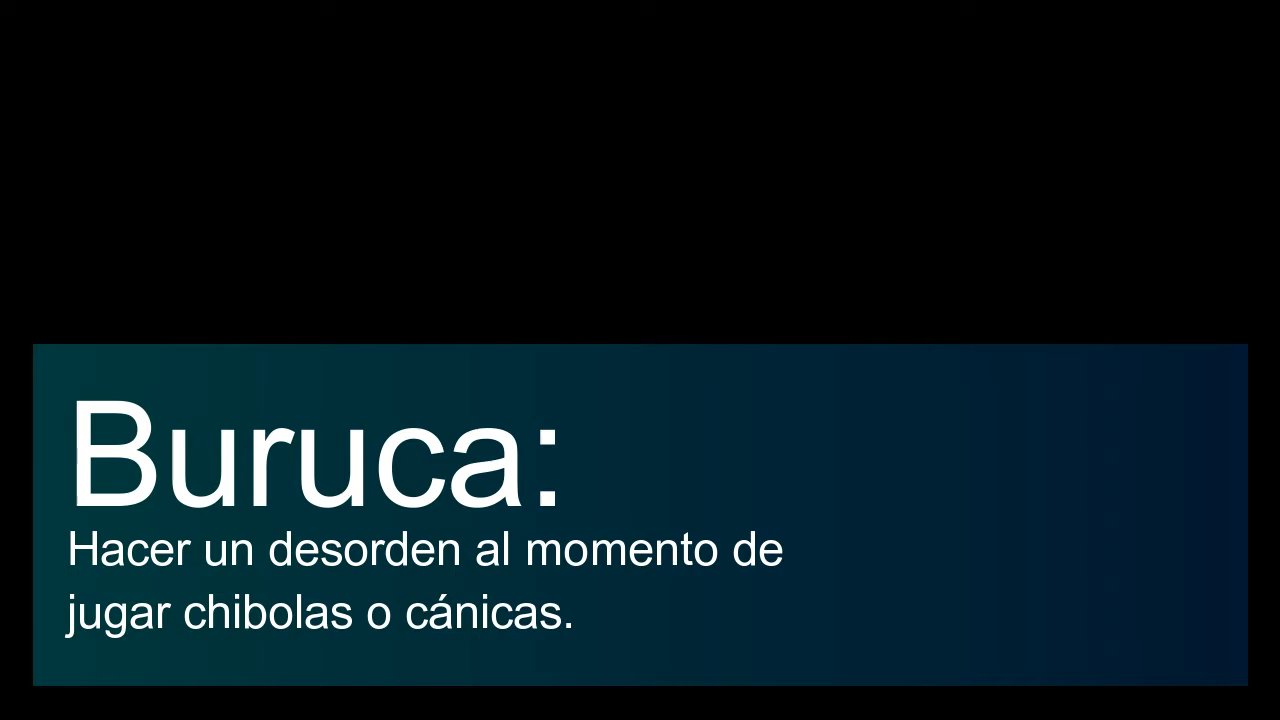 Buruca:
Hacer un desorden al momento de
jugar chibolas o cánicas.